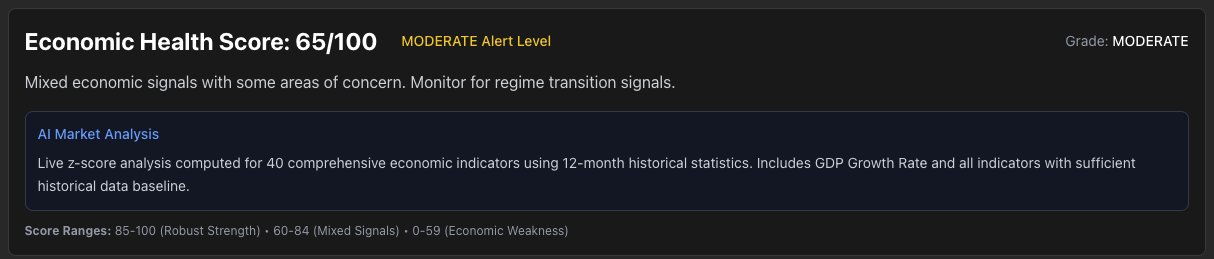 Economic Health Score: 65/100 MODERATE Alert Level Grade: MODERATE
Mixed economic signals with some areas of concern. Monitor for regime transition signals.
AI Market Analysis
Live z-score analysis computed for 40 comprehensive economic indicators using 12-month historical statistics. Includes GDP Growth Rate and all indicators with sufficient
historical data baseline.
Score Ranges: 85-100 (Robust Strength) • 60-84 (Mixed Signals) • 0-59 (Economic Weakness)